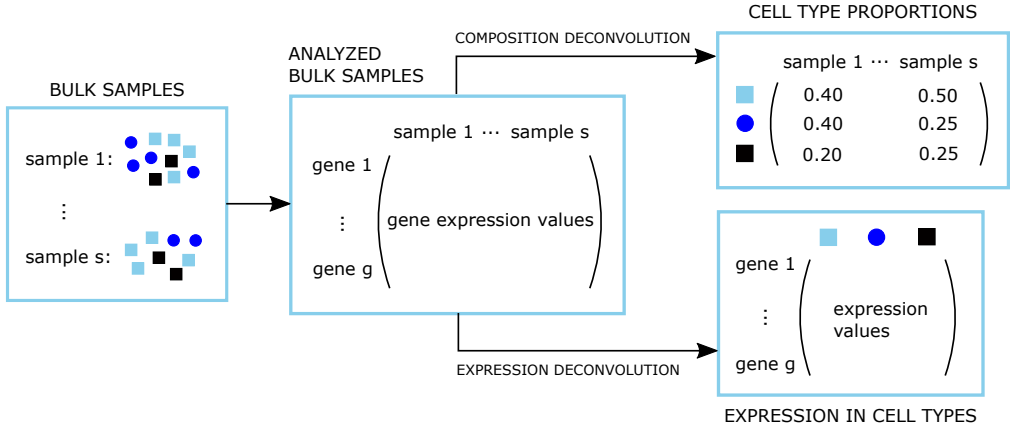 BULK SAMPLES
sample 1:
⋮
sample s:
ANALYZED
BULK SAMPLES
sample 1 ⋯ sample s
gene 1
⋮
gene expression values
gene g
COMPOSITION DECONVOLUTION
EXPRESSION DECONVOLUTION
CELL TYPE PROPORTIONS
sample 1 ⋯ sample s
0.40 0.50
0.40 0.25
0.20 0.25
gene 1
⋮
expression
values
gene g
EXPRESSION IN CELL TYPES